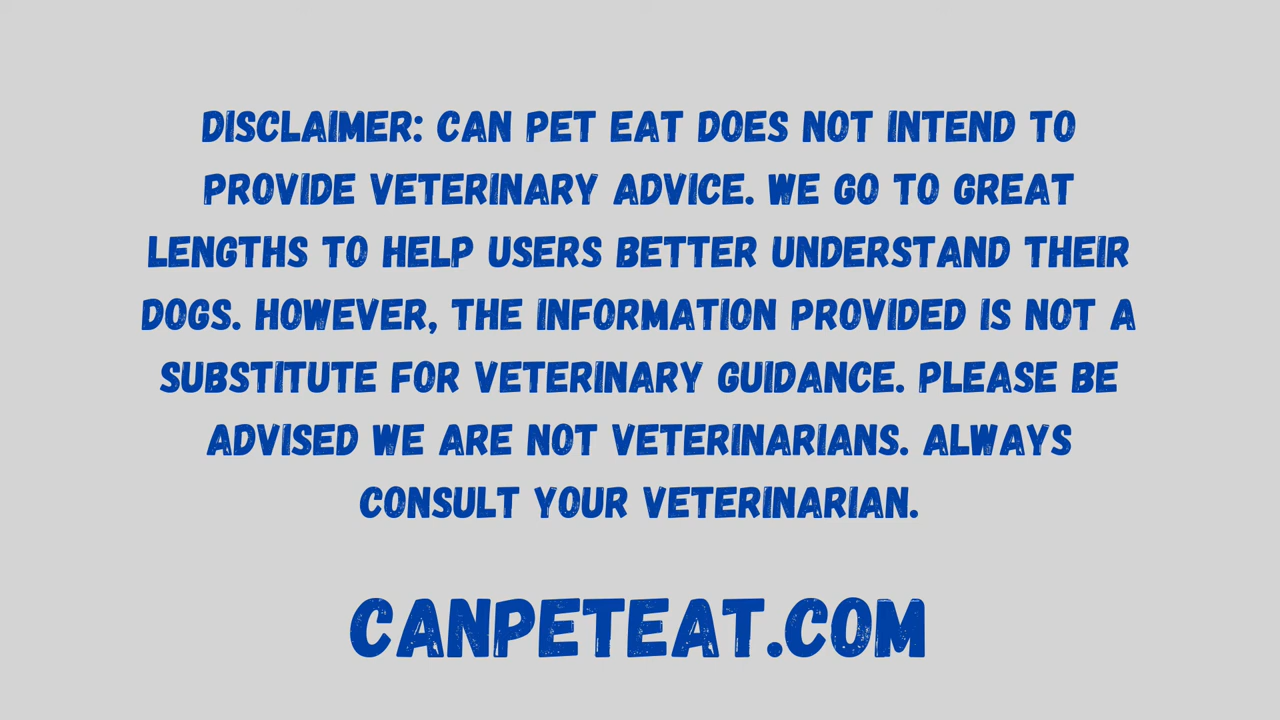 DISCLAIMER: CAN PET EAT DOES NOT INTEND TO
PROVIDE VETERINARY ADVICE. WE GO TO GREAT
LENGTHS TO HELP USERS BETTER UNDERSTAND THEIR
DOGS. HOWEVER, THE INFORMATION PROVIDED IS NOT A
SUBSTITUTE FOR VETERINARY GUIDANCE. PLEASE BE
ADVISED WE ARE NOT VETERINARIANS. ALWAYS
CONSULT YOUR VETERINARIAN.
CANPETEAT.COM